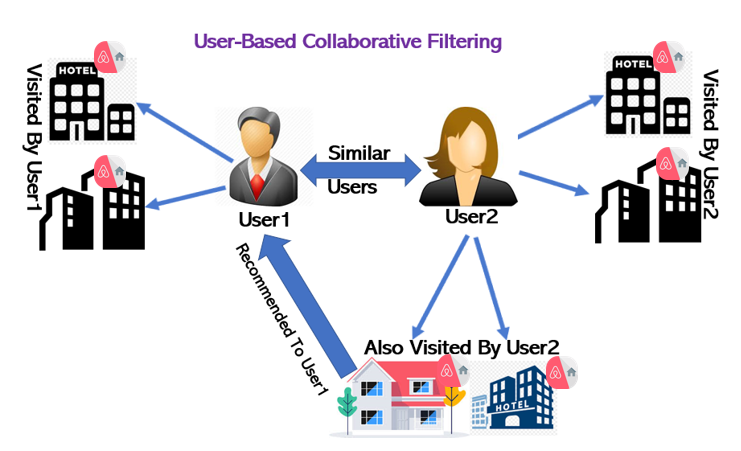 User-Based Collaborative Filtering
HOTEL
Visited By User1
HOTEL
Visited By User2
Similar
Users
User1
User2
Recommended To User1
Also Visited By User2
HOTEL